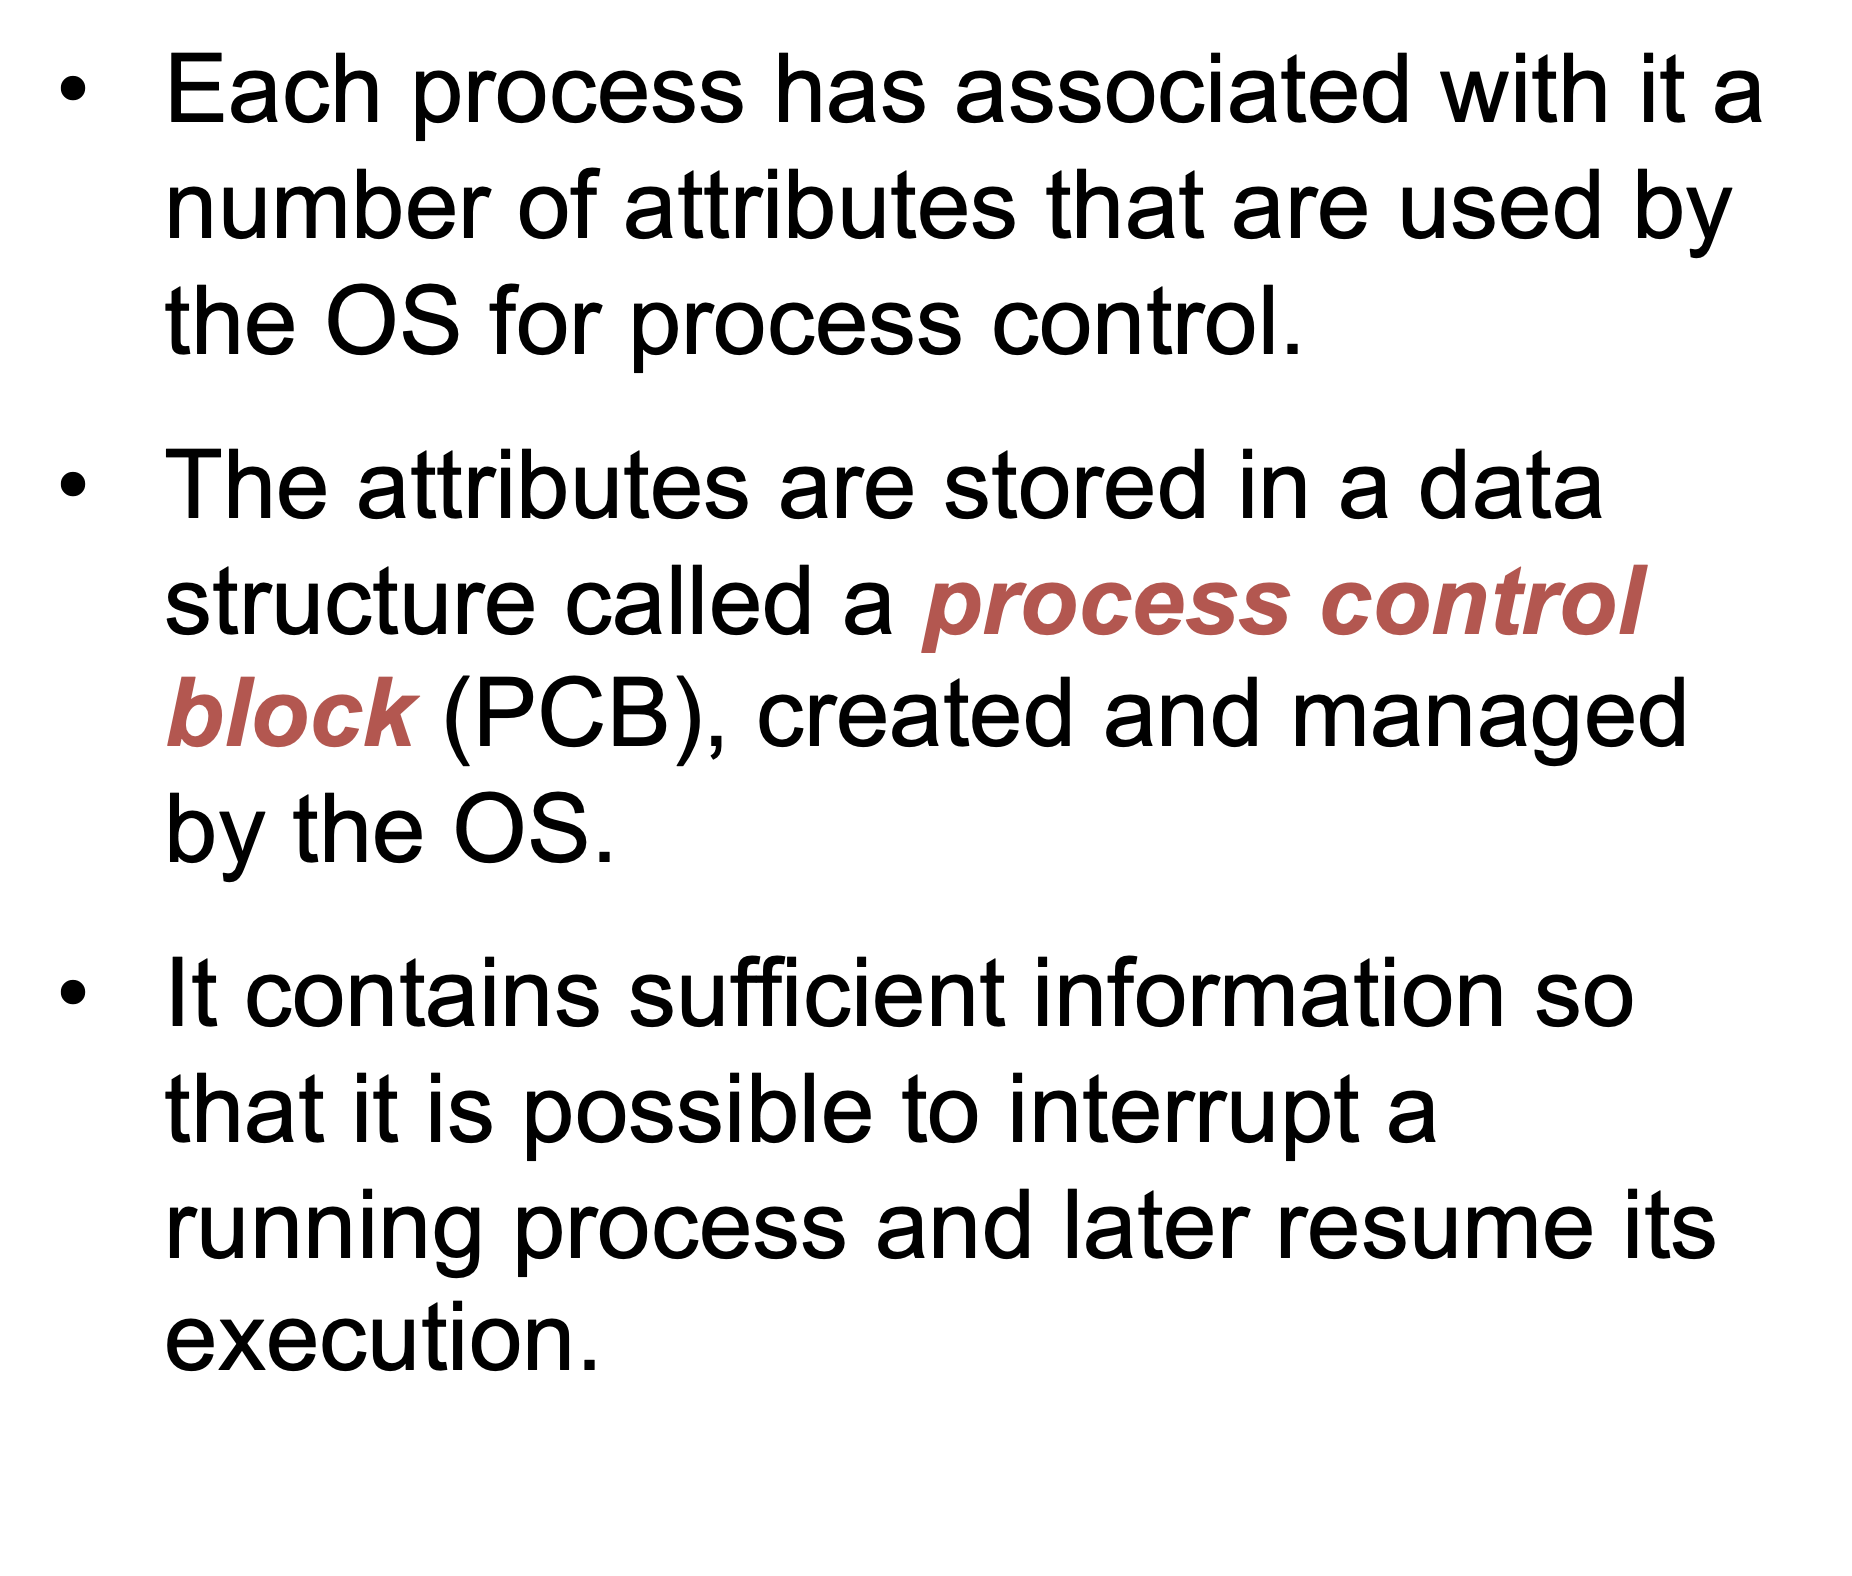 • Each process has associated with it a
number of attributes that are used by
the OS for process control.
• The attributes are stored in a data
structure called a process control
block (PCB), created and managed
by the OS.
• It contains sufficient information so
that it is possible to interrupt a
running process and later resume its
execution.